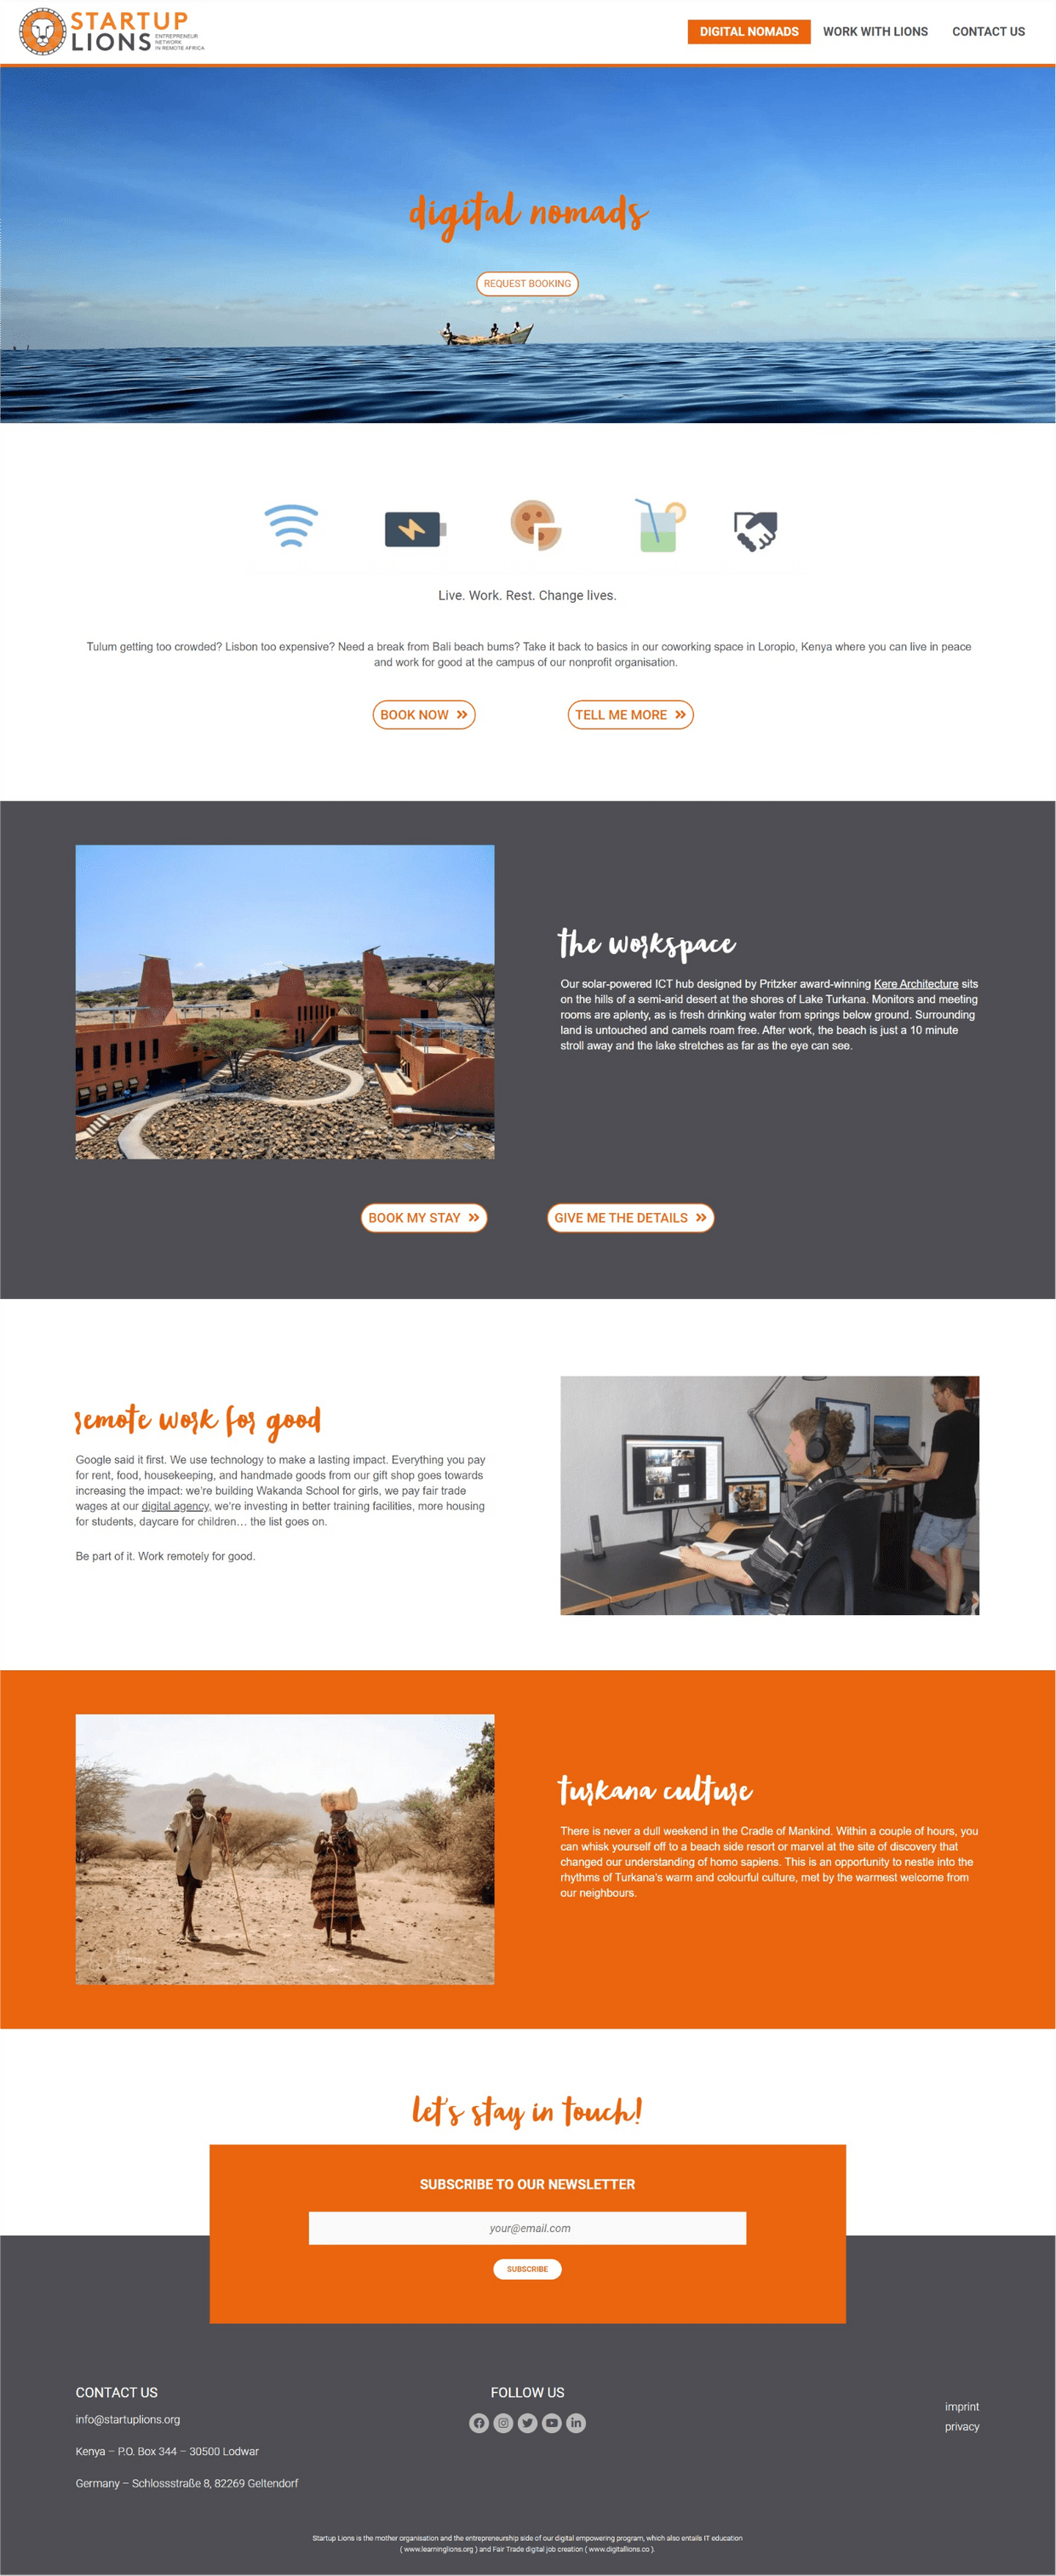 STARTUP
LIONS
ENTREPRENEUR
NETWORK
IN REMOTE AFRICA
DIGITAL NOMADS
WORK WITH LIONS
CONTACT US
digital nomads
REQUEST BOOKING
Live. Work. Rest. Change lives.
Tulum getting too crowded? Lisbon too expensive? Need a break from Bali beach bums? Take it back to basics in our coworking space in Loropio, Kenya where you can live in peace
and work for good at the campus of our nonprofit organisation.
BOOK NOW »
TELL ME MORE »
the workspace
Our solar-powered ICT hub designed by Pritzker award-winning Kere Architecture sits
on the hills of a semi-arid desert at the shores of Lake Turkana. Monitors and meeting
rooms are aplenty, as is fresh drinking water from springs below ground. Surrounding
land is untouched and camels roam free. After work, the beach is just a 10 minute
stroll away and the lake stretches as far as the eye can see.
BOOK MY STAY »
GIVE ME THE DETAILS »
remote work for good
Google said it first. We use technology to make a lasting impact. Everything you pay
for rent, food, housekeeping, and handmade goods from our gift shop goes towards
increasing the impact: we're building Wakanda School for girls, we pay fair trade
wages at our digital agency, we're investing in better training facilities, more housing
for students, daycare for children… the list goes on.
Be part of it. Work remotely for good.
turkana culture
There is never a dull weekend in the Cradle of Mankind. Within a couple of hours, you
can whisk yourself off to a beach side resort or marvel at the site of discovery that
changed our understanding of homo sapiens. This is an opportunity to nestle into the
rhythms of Turkana's warm and colourful culture, met by the warmest welcome from
our neighbours.
let's stay in touch!
SUBSCRIBE TO OUR NEWSLETTER
your@email.com
SUBSCRIBE
CONTACT US
info@startuplions.org
Kenya – P.O. Box 344 – 30500 Lodwar
Germany – Schlossstraße 8, 82269 Geltendorf
FOLLOW US
imprint
privacy
Startup Lions is the mother organisation and the entrepreneurship side of our digital empowering program, which also entails IT education
( www.learninglions.org ) and Fair Trade digital job creation ( www.digitallions.co ).